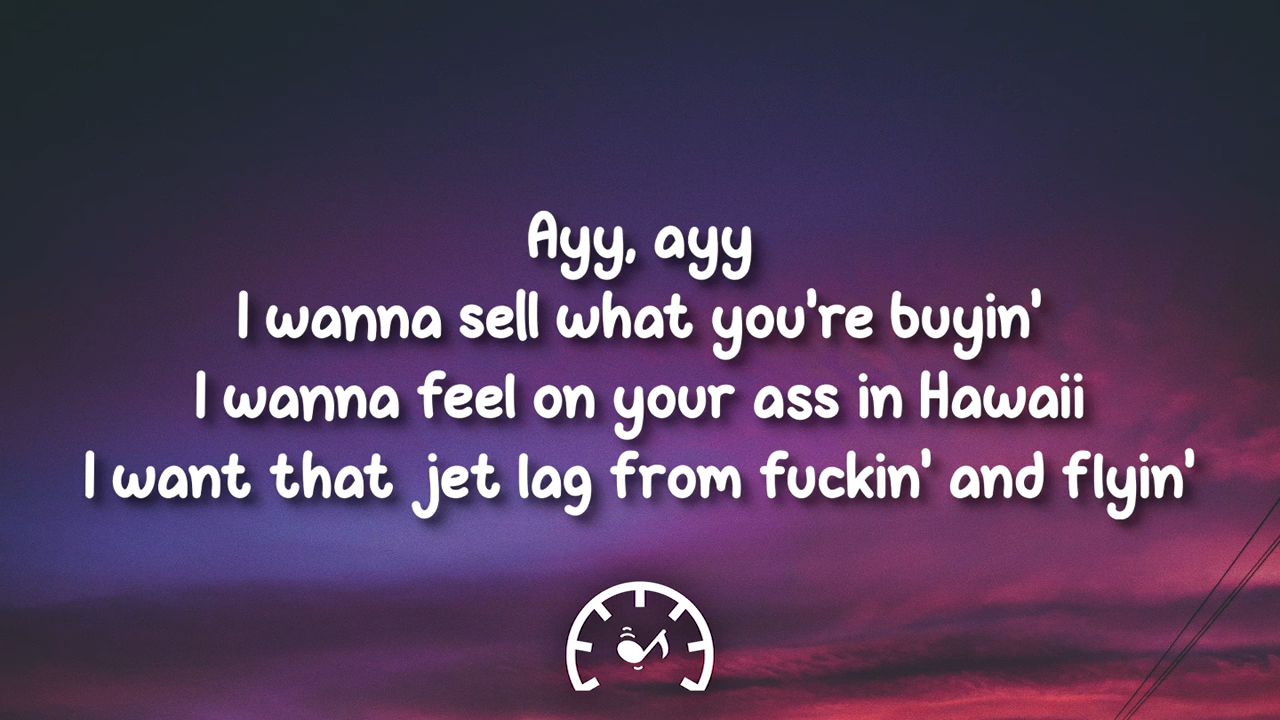 Ayy, ayy
I wanna sell what you're buyin'
I wanna feel on your ass in Hawaii
I want that jet lag from fuckin' and flyin'